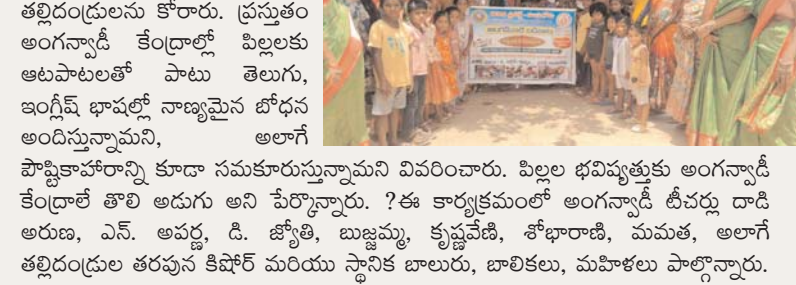 తల్లిదండ్రులను కోరారు. ప్రస్తుతం
అంగన్వాడీ కేంద్రాల్లో పిల్లలకు
ఆటపాటలతో పాటు తెలుగు,
ఇంగ్లీష్ భాషల్లో నాణ్యమైన బోధన
అందిస్తున్నామని, అలాగే
పౌష్టికాహారాన్ని కూడా సమకూరుస్తున్నామని వివరించారు. పిల్లల భవిష్యత్తుకు అంగన్వాడీ
కేంద్రాలే తొలి అడుగు అని పేర్కొన్నారు. ?ఈ కార్యక్రమంలో అంగన్వాడీ టీచర్లు దాడి
అరుణ, ఎన్. అపర్ణ, డి. జ్యోతి, బుజ్జమ్మ, కృష్ణవేణి, శోభారాణి, మమత, అలాగే
తల్లిదండ్రుల తరపున కిషోర్ మరియు స్థానిక బాలురు, బాలికలు, మహిళలు పాల్గొన్నారు.